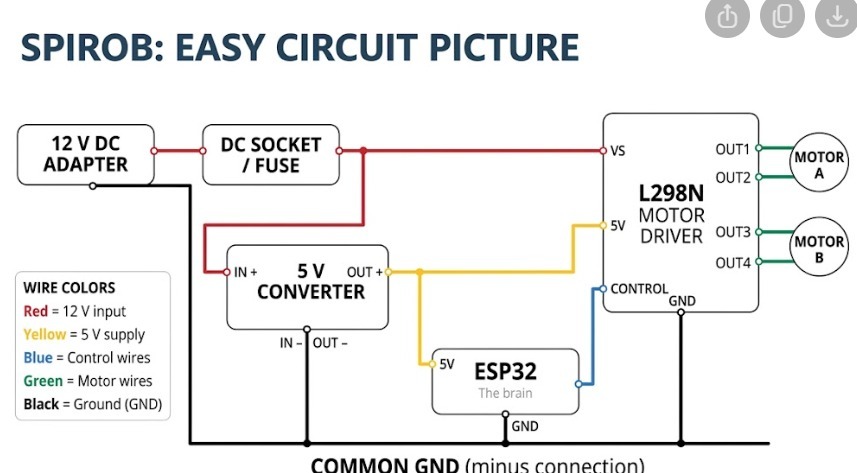 SPIROB: EASY CIRCUIT PICTURE
12 V DC
ADAPTER
DC SOCKET
/ FUSE
VS
5V
CONTROL
L298N
MOTOR
DRIVER
OUT1
OUT2
OUT3
OUT4
GND
MOTOR
A
MOTOR
B
IN +
5 V
CONVERTER
OUT +
IN –
OUT –
WIRE COLORS
Red = 12 V input
Yellow = 5 V supply
Blue = Control wires
Green = Motor wires
Black = Ground (GND)
5V
ESP32
The brain
GND
COMMON GND (minus connection)